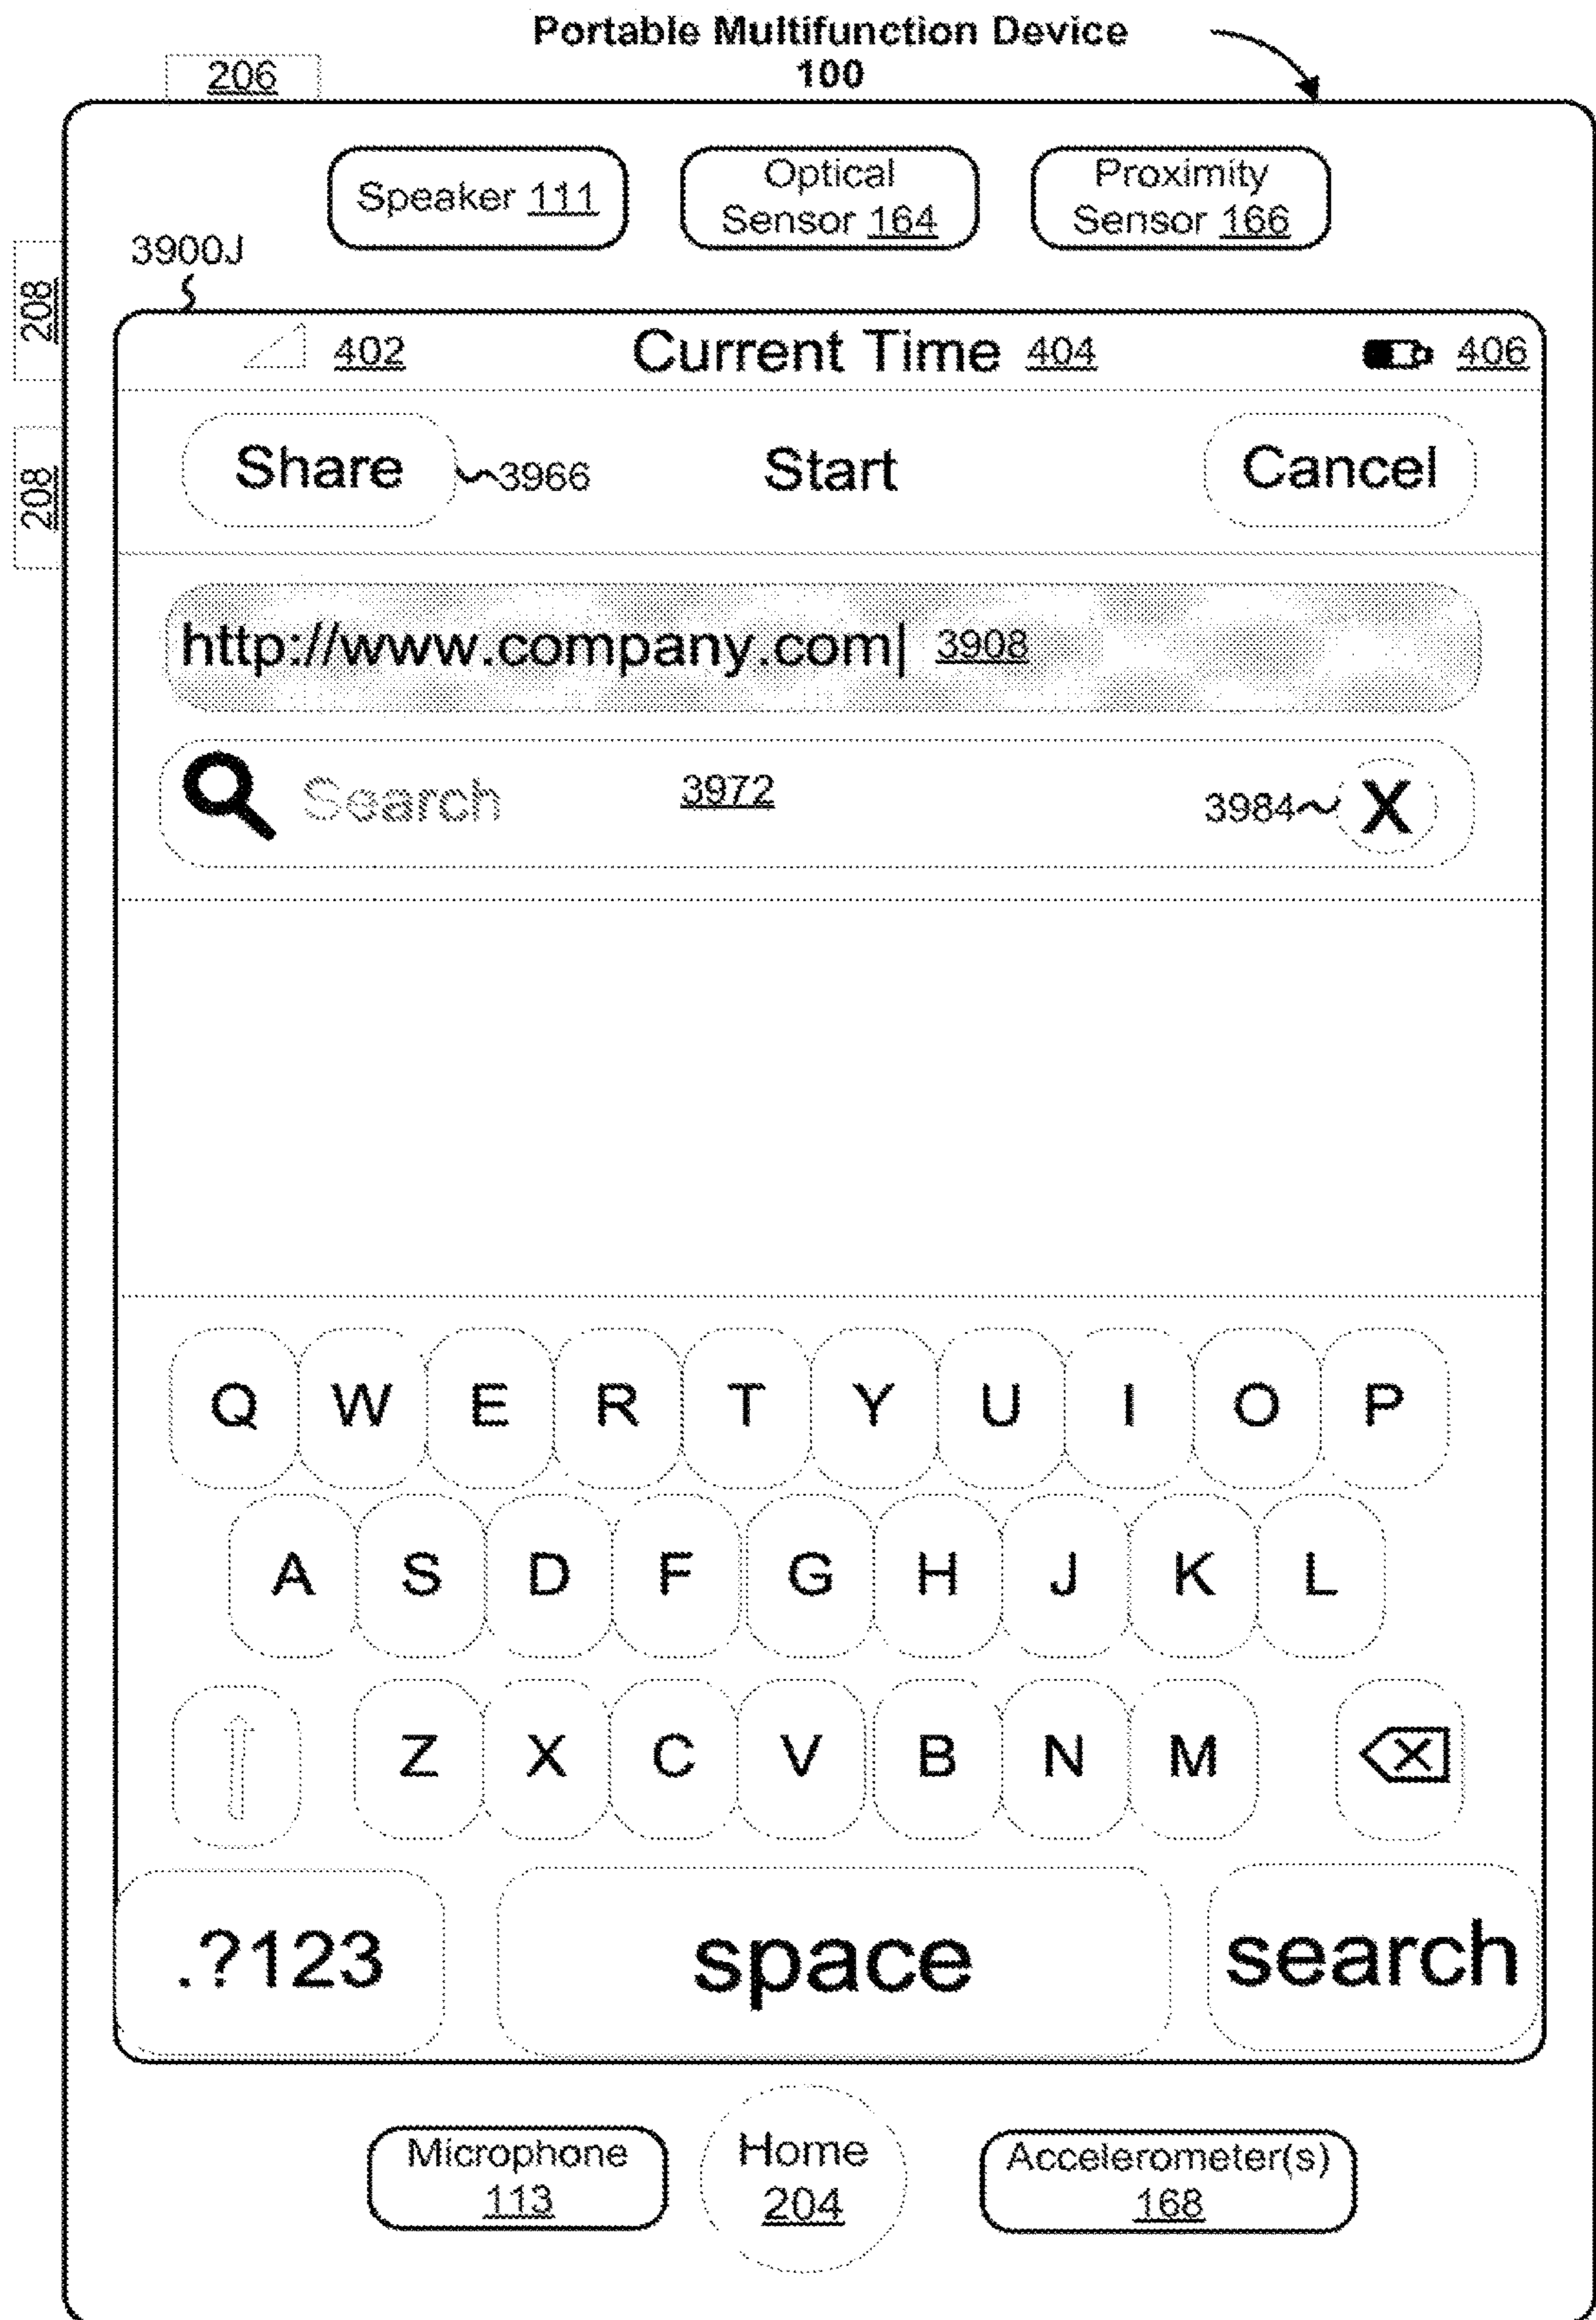 Portable Multifunction Device
100
206
Speaker 111
Optical
Sensor 164
Proximity
Sensor 166
3900J
208
208
402 Current Time 404 406
Share 3966 Start Cancel
http://www.company.com| 3908
Search 3972 3984 X
Q W E R T Y U I O P
A S D F G H J K L
Z X C V B N M
.?123 space search
Microphone
113
Home
204
Accelerometer(s)
168